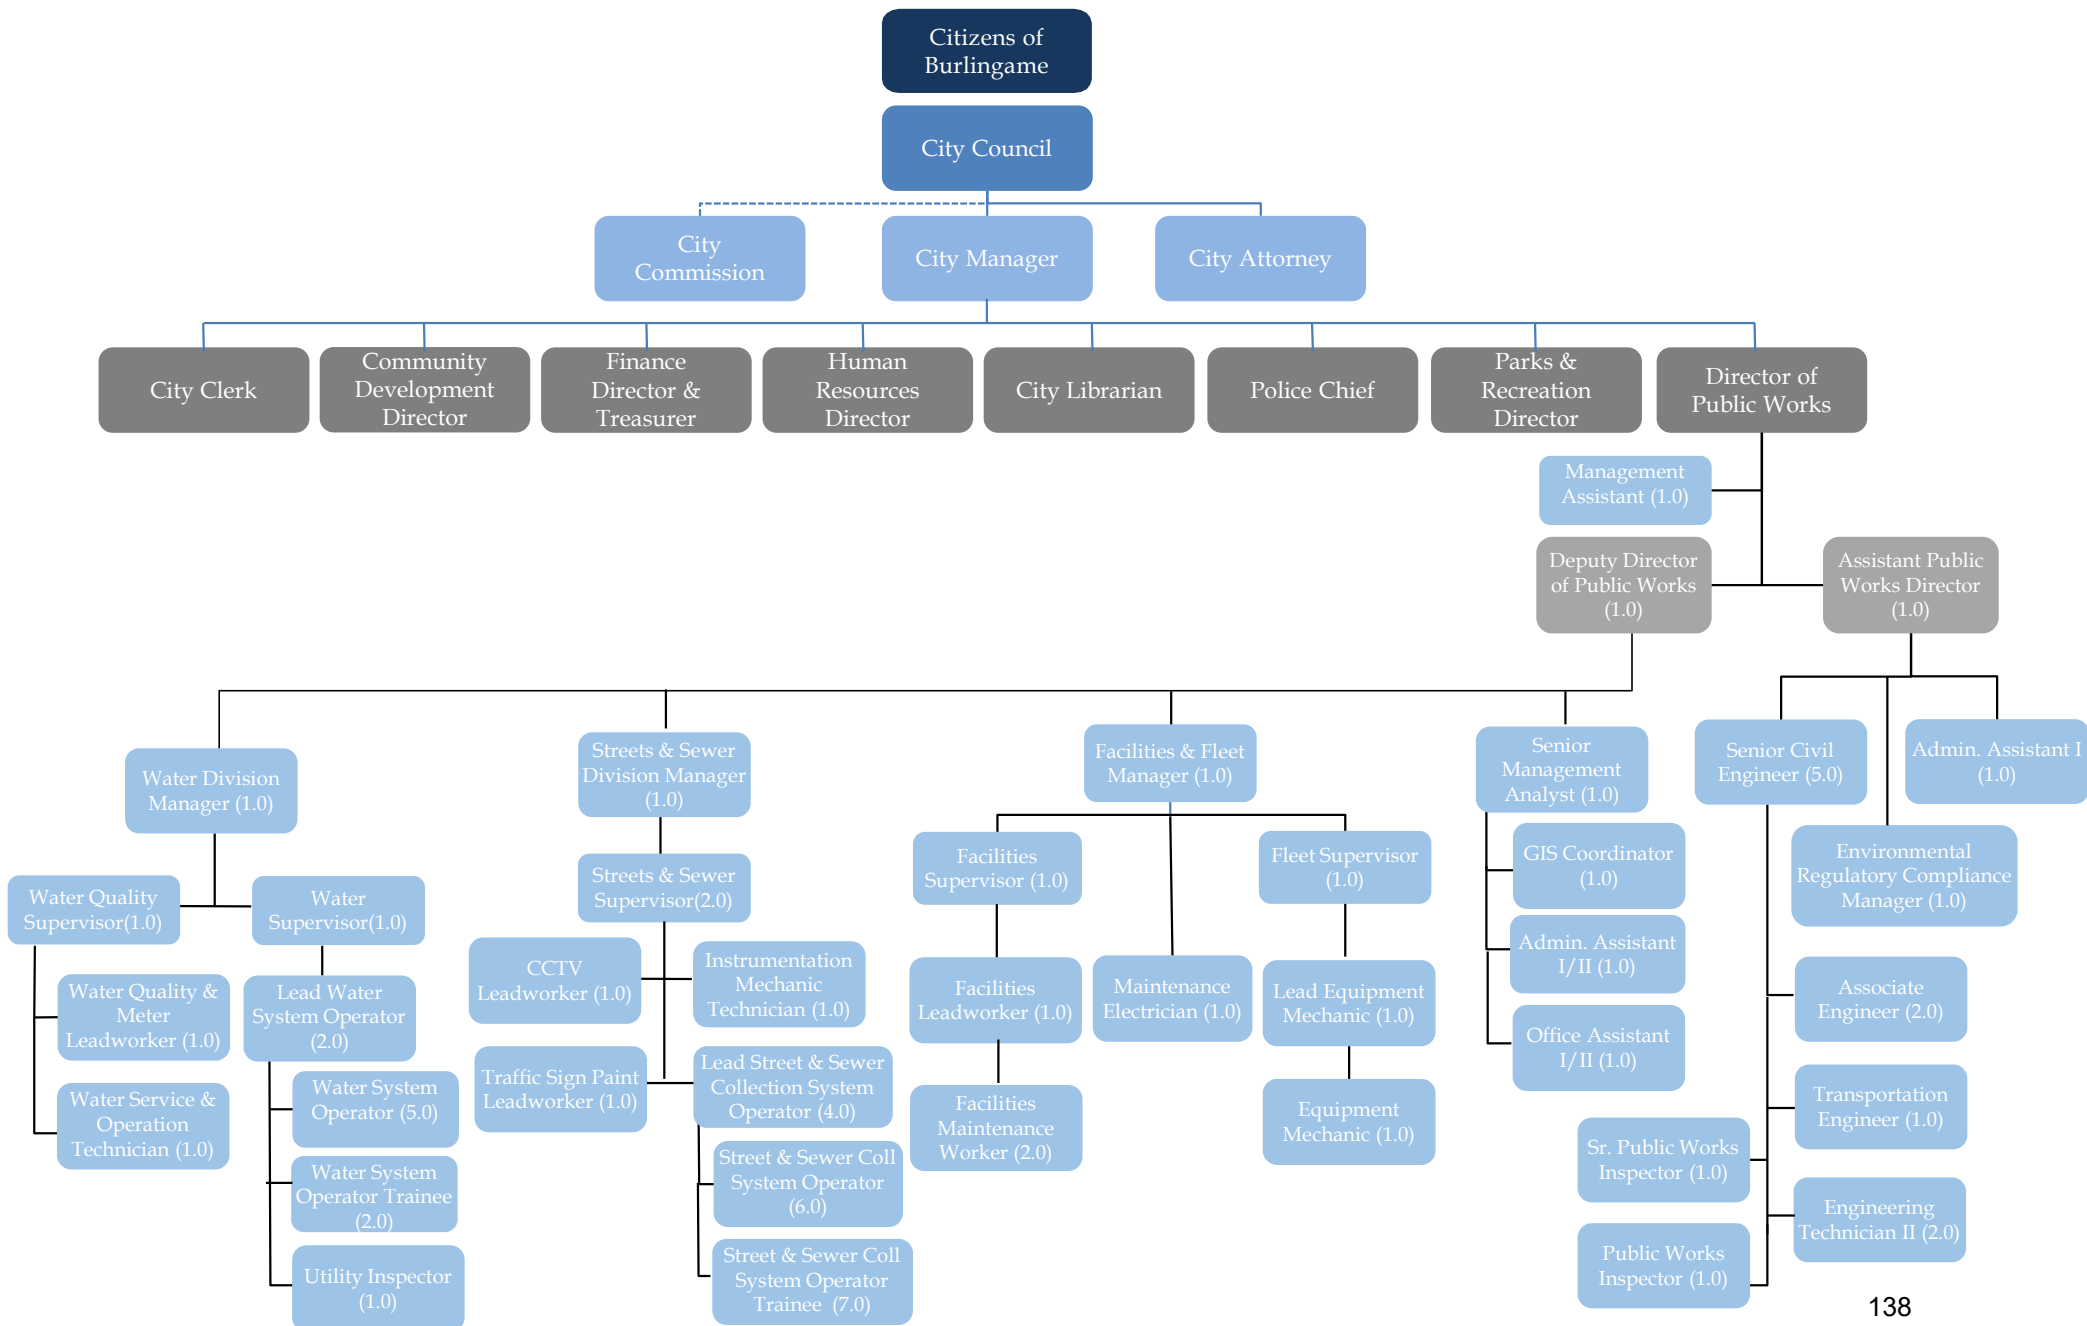 Citizens of
Burlingame
City Council
City
Commission
City Manager
City Attorney
City Clerk
Community
Development
Director
Finance
Director &
Treasurer
Human
Resources
Director
City Librarian
Police Chief
Parks &
Recreation
Director
Director of
Public Works
Management
Assistant (1.0)
Deputy Director
of Public Works
(1.0)
Assistant Public
Works Director
(1.0)
Water Division
Manager (1.0)
Water Quality
Supervisor(1.0)
Water Quality &
Meter
Leadworker (1.0)
Water Service &
Operation
Technician (1.0)
Water
Supervisor(1.0)
Lead Water
System Operator
(2.0)
Water System
Operator (5.0)
Water System
Operator Trainee
(2.0)
Utility Inspector
(1.0)
Streets & Sewer
Division Manager
(1.0)
Streets & Sewer
Supervisor(2.0)
CCTV
Leadworker (1.0)
Instrumentation
Mechanic
Technician (1.0)
Traffic Sign Paint
Leadworker (1.0)
Lead Street & Sewer
Collection System
Operator (4.0)
Street & Sewer Coll
System Operator
(6.0)
Street & Sewer Coll
System Operator
Trainee (7.0)
Facilities & Fleet
Manager (1.0)
Facilities
Supervisor (1.0)
Facilities
Leadworker (1.0)
Facilities
Maintenance
Worker (2.0)
Maintenance
Electrician (1.0)
Fleet Supervisor
(1.0)
Lead Equipment
Mechanic (1.0)
Equipment
Mechanic (1.0)
Senior
Management
Analyst (1.0)
GIS Coordinator
(1.0)
Admin. Assistant
I/II (1.0)
Office Assistant
I/II (1.0)
Senior Civil
Engineer (5.0)
Admin. Assistant I
(1.0)
Environmental
Regulatory Compliance
Manager (1.0)
Associate
Engineer (2.0)
Transportation
Engineer (1.0)
Sr. Public Works
Inspector (1.0)
Engineering
Technician II (2.0)
Public Works
Inspector (1.0)
138